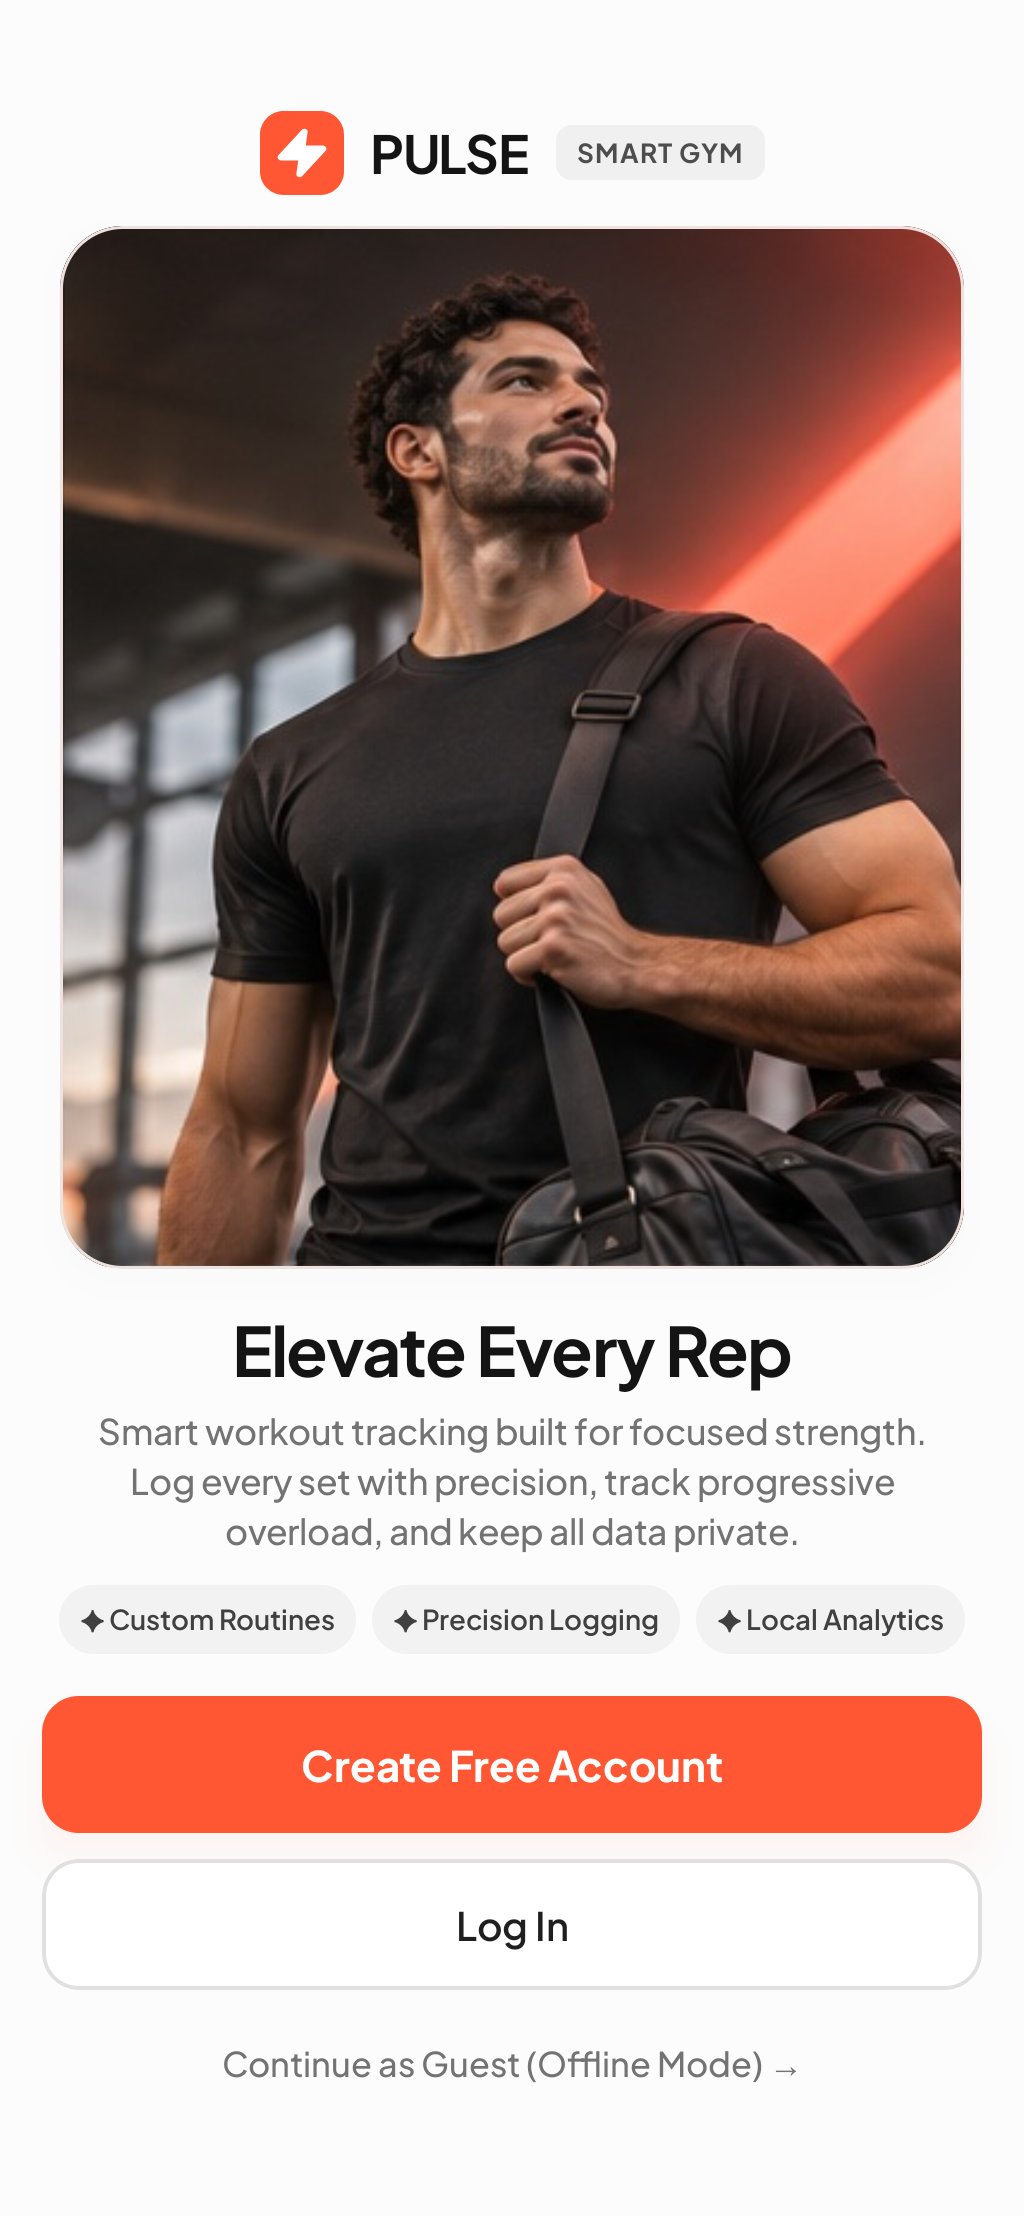 PULSE SMART GYM
Elevate Every Rep
Smart workout tracking built for focused strength.
Log every set with precision, track progressive
overload, and keep all data private.
✦ Custom Routines ✦ Precision Logging ✦ Local Analytics
Create Free Account
Log In
Continue as Guest (Offline Mode) →